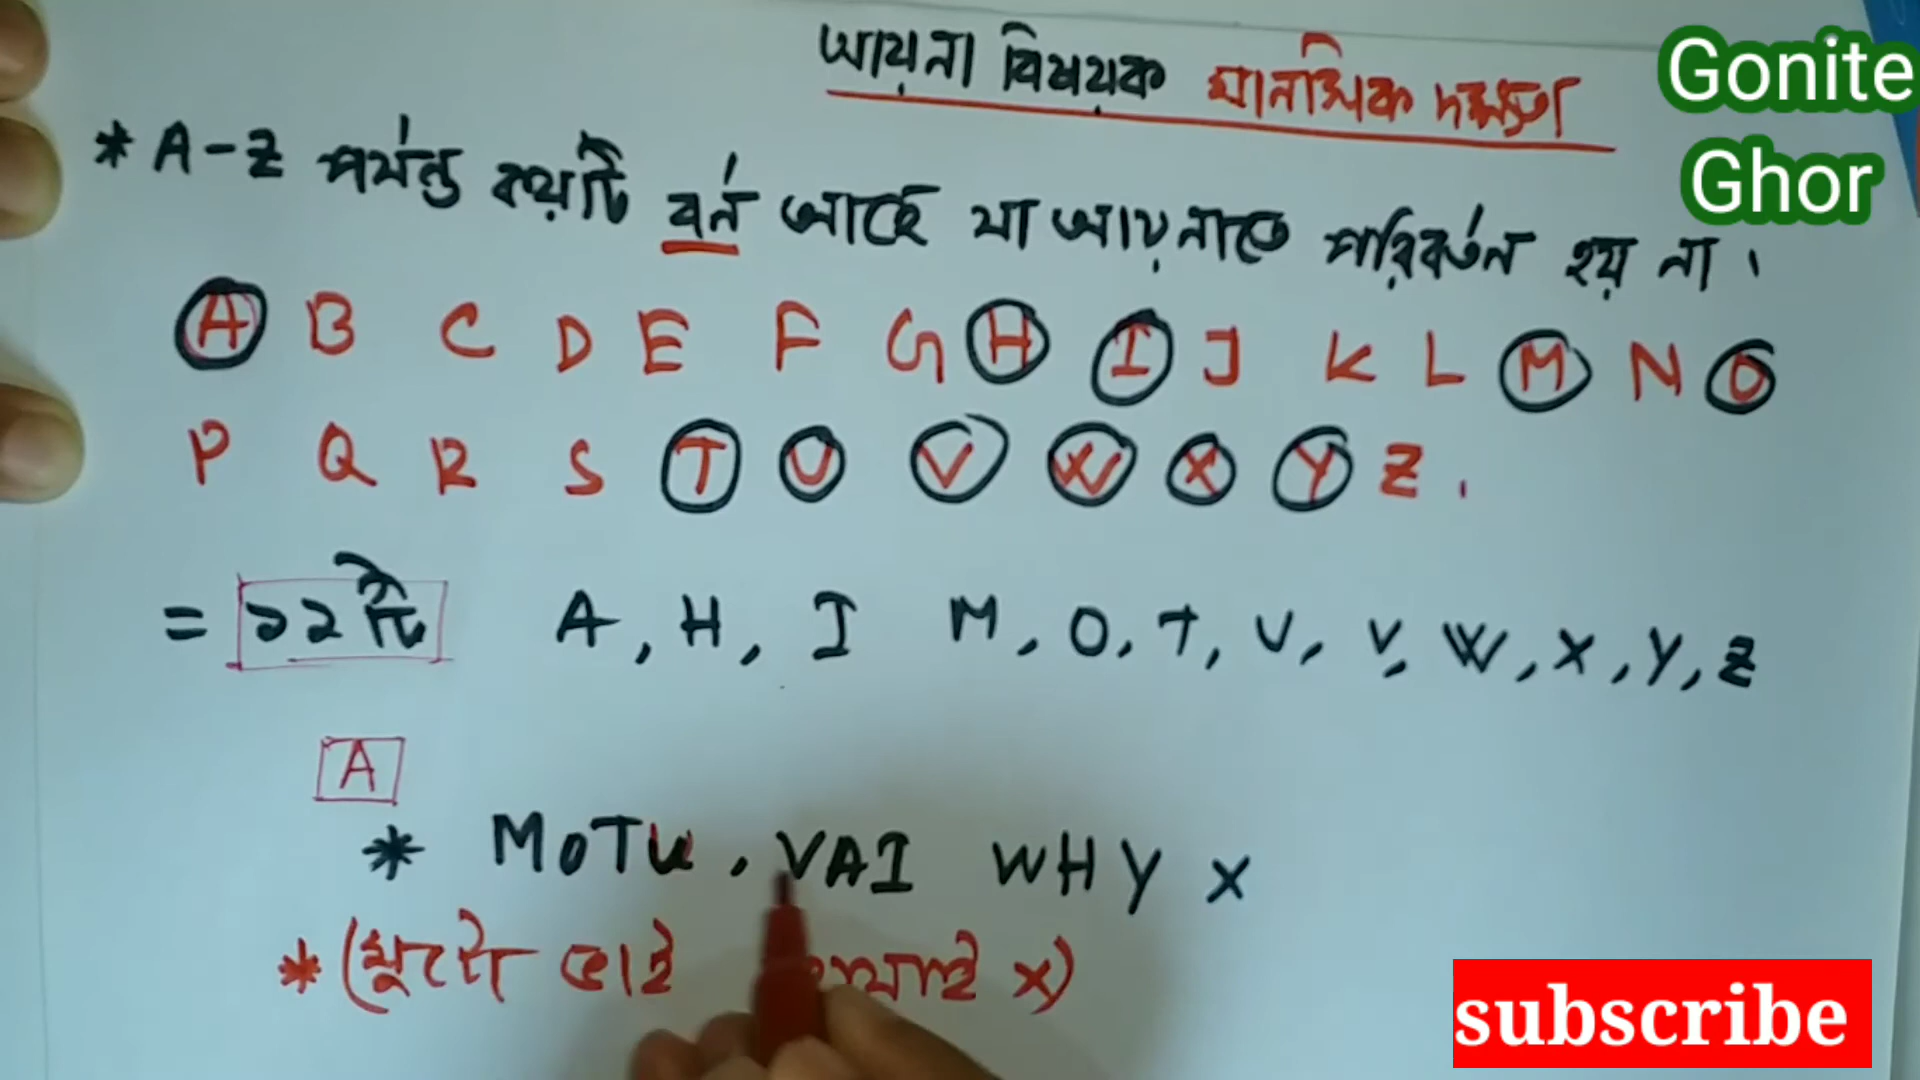 আয়না বিষয়ক মানসিক দক্ষতা
Gonite
Ghor
* A-Z পর্যন্ত কয়টি বর্ন আছে যা আয়নাতে পরিবর্তন হয় না।
A B C D E F G H I J K L M N O
P Q R S T U V W X Y Z.
= ১২টি A, H, I M, O, T, U, V, W, X, Y, Z
A
* MOTU, VAI WHY X
* ( ভাই X)
subscribe